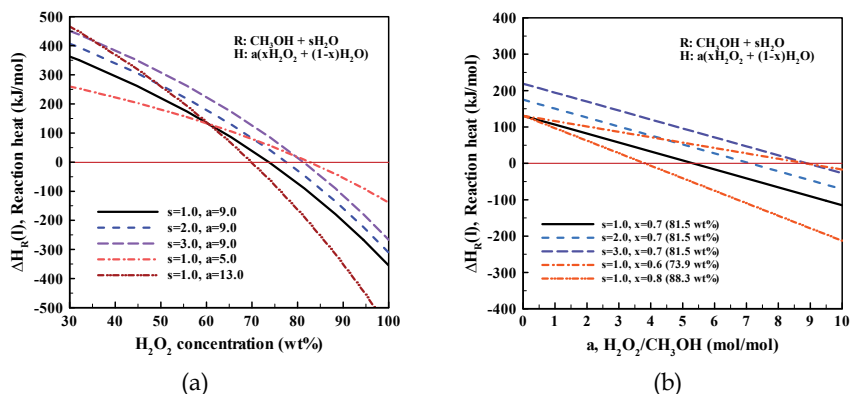 500
400
300
200
100
0
-100
-200
-300
-400
-500
ΔH_R(l), Reaction heat (kJ/mol)
R: CH₃OH + sH₂O
H: a(xH₂O₂ + (1-x)H₂O)
s=1.0, a=9.0
s=2.0, a=9.0
s=3.0, a=9.0
s=1.0, a=5.0
s=1.0, a=13.0
30 40 50 60 70 80 90 100
H₂O₂ concentration (wt%)
(a)
400
300
200
100
0
-100
-200
-300
-400
ΔH_R(l), Reaction heat (kJ/mol)
R: CH₃OH + sH₂O
H: a(xH₂O₂ + (1-x)H₂O)
s=1.0, x=0.7 (81.5 wt%)
s=2.0, x=0.7 (81.5 wt%)
s=3.0, x=0.7 (81.5 wt%)
s=1.0, x=0.6 (73.9 wt%)
s=1.0, x=0.8 (88.3 wt%)
0 1 2 3 4 5 6 7 8 9 10
a, H₂O₂/CH₃OH (mol/mol)
(b)